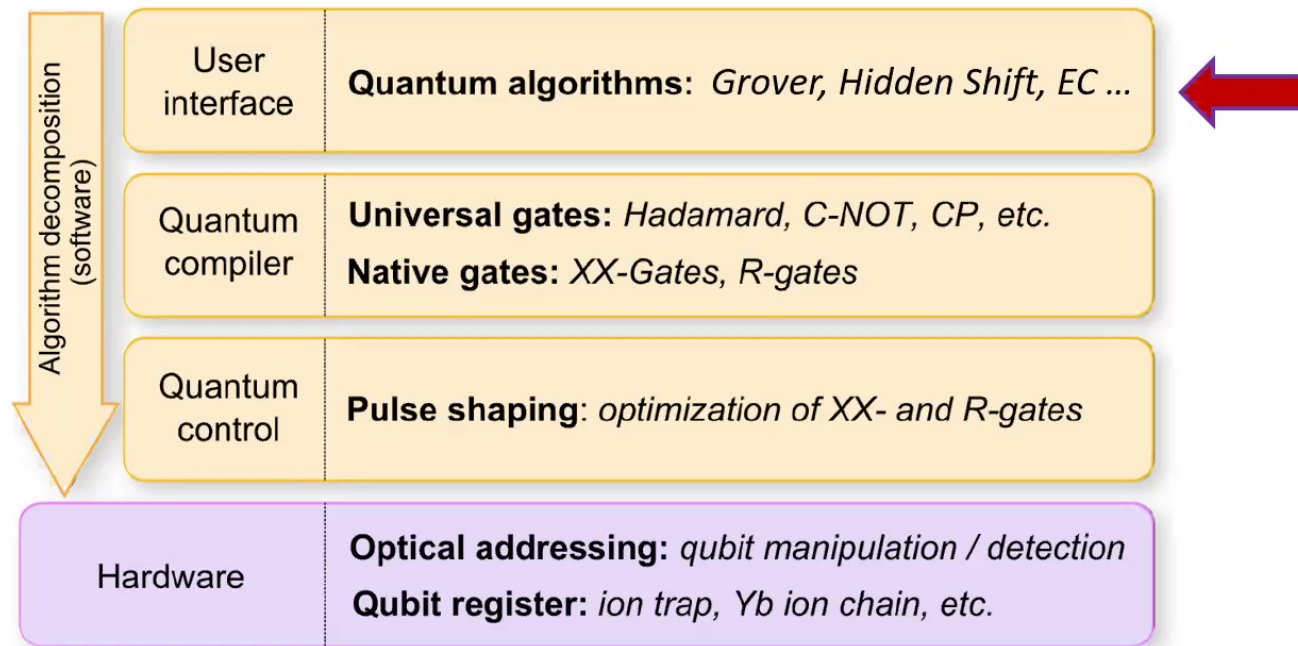 Algorithm decomposition
(software)
User
interface
Quantum algorithms: Grover, Hidden Shift, EC ...
Quantum
compiler
Universal gates: Hadamard, C-NOT, CP, etc.
Native gates: XX-Gates, R-gates
Quantum
control
Pulse shaping: optimization of XX- and R-gates
Hardware
Optical addressing: qubit manipulation / detection
Qubit register: ion trap, Yb ion chain, etc.